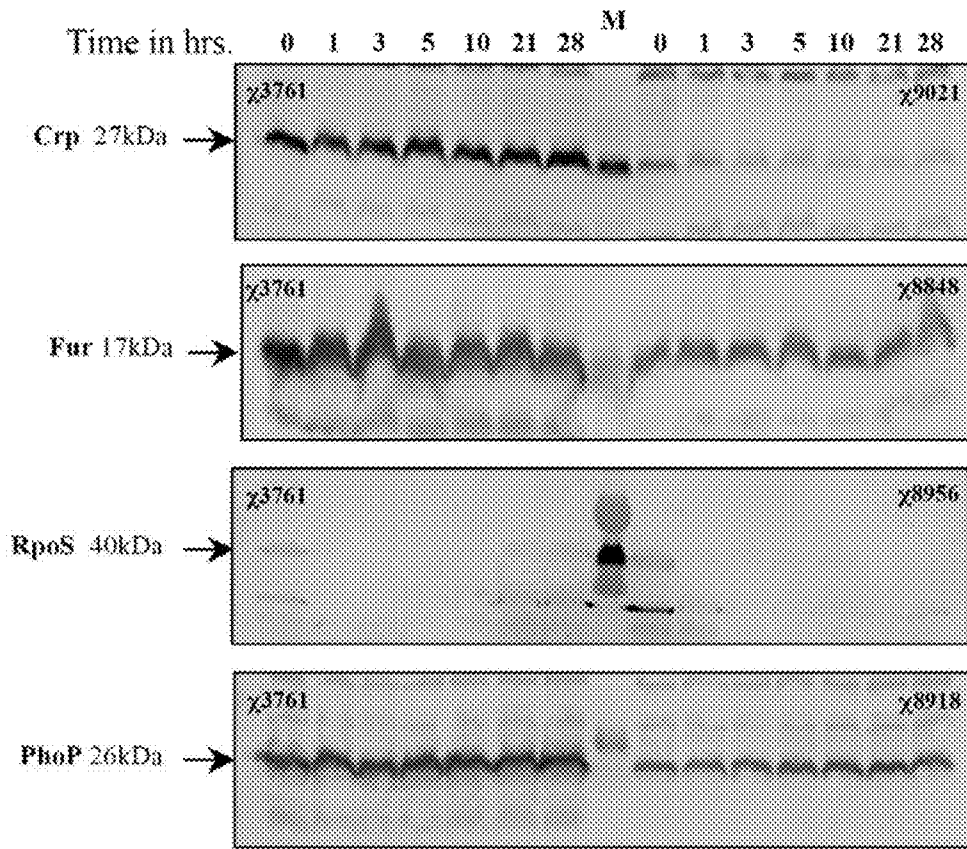 M
Time in hrs. 0 1 3 5 10 21 28 0 1 3 5 10 21 28
χ3761 χ9021
Crp 27kDa
χ3761 χ8848
Fur 17kDa
χ3761 χ8956
RpoS 40kDa
χ3761 χ8918
PhoP 26kDa